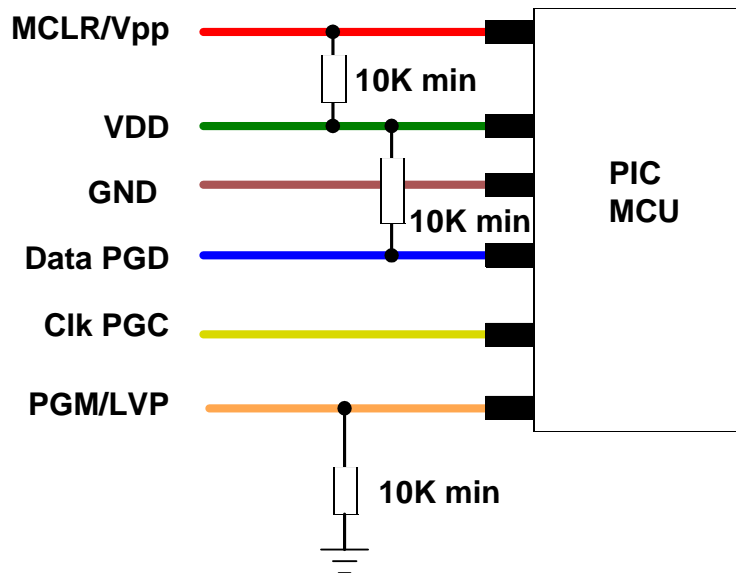 MCLR/Vpp
10K min
VDD
GND
PIC
MCU
10K min
Data PGD
Clk PGC
PGM/LVP
10K min